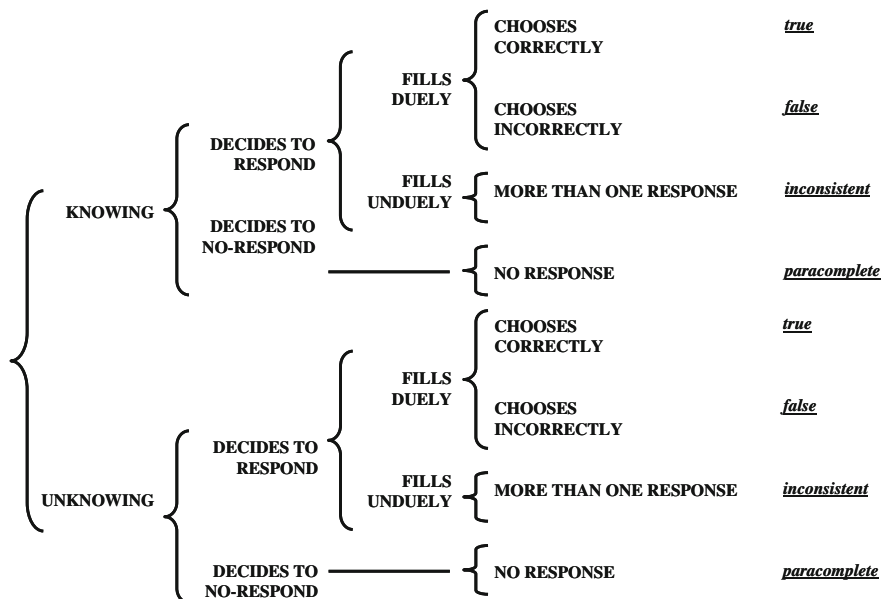 CHOOSES
CORRECTLY
true
FILLS
DUELY
CHOOSES
INCORRECTLY
false
DECIDES TO
RESPOND
FILLS
UNDUELY
MORE THAN ONE RESPONSE
inconsistent
KNOWING
DECIDES TO
NO-RESPOND
NO RESPONSE
paracomplete
CHOOSES
CORRECTLY
true
FILLS
DUELY
CHOOSES
INCORRECTLY
false
DECIDES TO
RESPOND
FILLS
UNDUELY
MORE THAN ONE RESPONSE
inconsistent
UNKNOWING
DECIDES TO
NO-RESPOND
NO RESPONSE
paracomplete